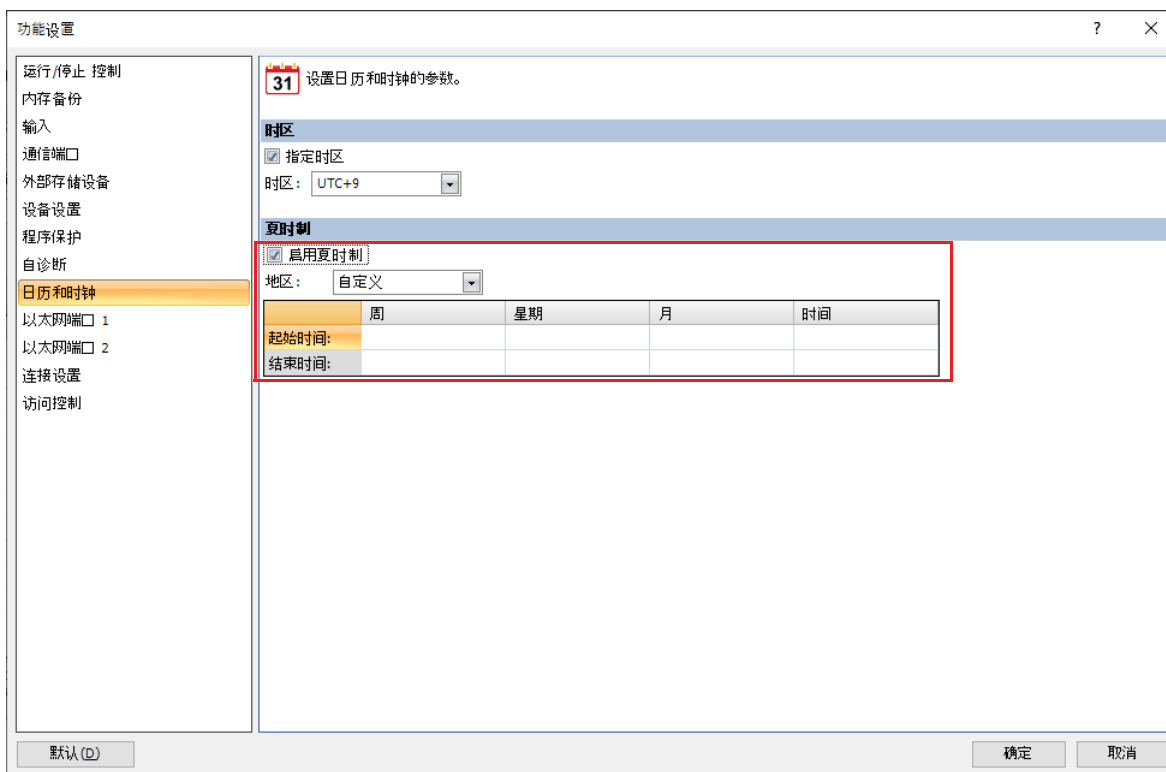 功能设置
?
运行/停止 控制
内存备份
输入
通信端口
外部存储设备
设备设置
程序保护
自诊断
日历和时钟
以太网端口 1
以太网端口 2
连接设置
访问控制
31 设置日历和时钟的参数。
时区
指定时区
时区： UTC+9
夏时制
启用夏时制
地区： 自定义
周 星期 月 时间
起始时间:
结束时间:
默认(D) 确定 取消